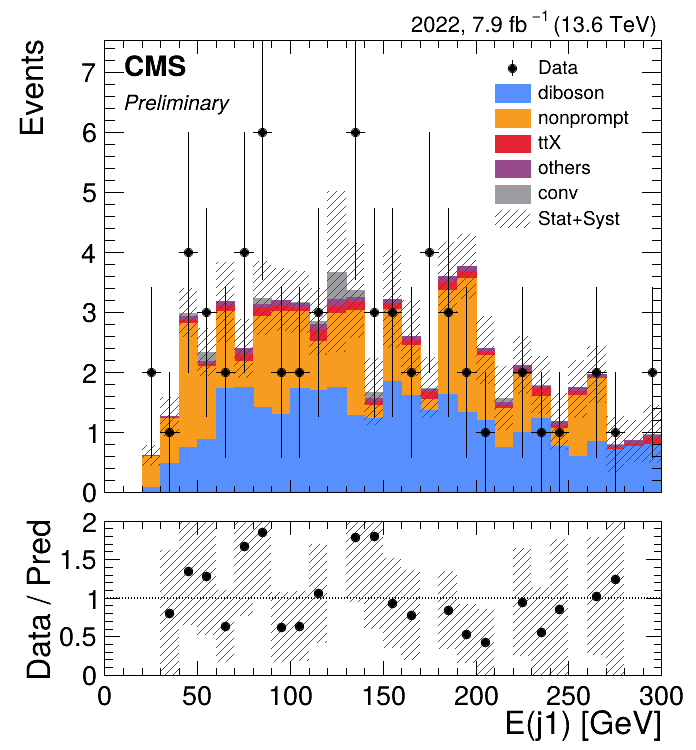 2022, 7.9 fb⁻¹ (13.6 TeV)
Events
7
6
5
4
3
2
1
0
CMS
Preliminary
Data
diboson
nonprompt
ttX
others
conv
Stat+Syst
Data / Pred
2
1.5
1
0.5
0
0 50 100 150 200 250 300
E(j1) [GeV]